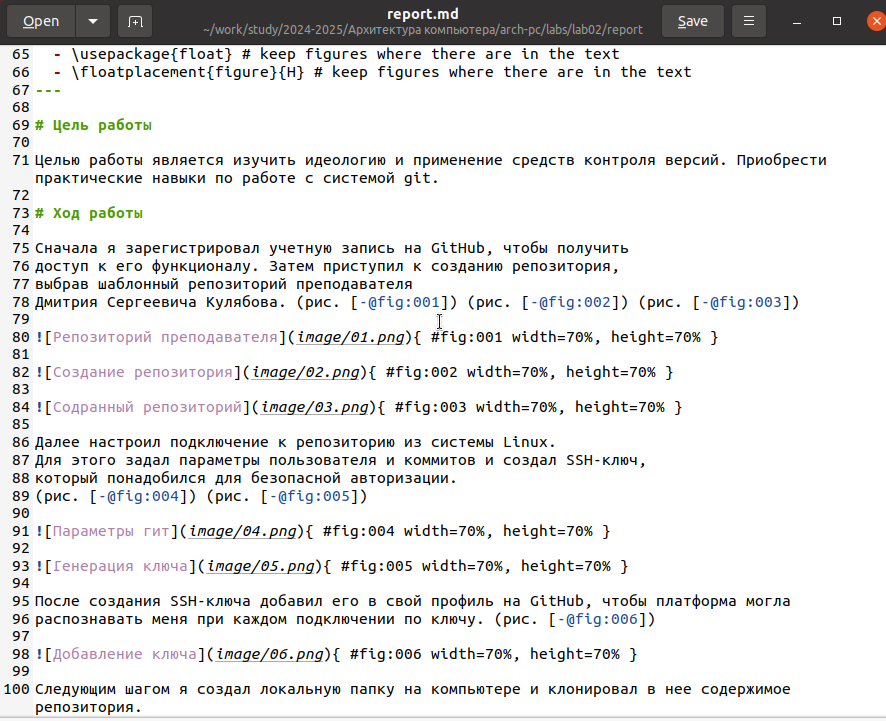 Open
report.md
~/work/study/2024-2025/Архитектура компьютера/arch-pc/labs/lab02/report
Save
65 - \usepackage{float} # keep figures where there are in the text
66 - \floatplacement{figure}{H} # keep figures where there are in the text
67 ---
68
69 # Цель работы
70
71 Целью работы является изучить идеологию и применение средств контроля версий. Приобрести
практические навыки по работе с системой git.
72
73 # Ход работы
74
75 Сначала я зарегистрировал учетную запись на GitHub, чтобы получить
76 доступ к его функционалу. Затем приступил к созданию репозитория,
77 выбрав шаблонный репозиторий преподавателя
78 Дмитрия Сергеевича Кулябова. (рис. [-@fig:001]) (рис. [-@fig:002]) (рис. [-@fig:003])
79
80 ![Репозиторий преподавателя](image/01.png){ #fig:001 width=70%, height=70% }
81
82 ![Создание репозитория](image/02.png){ #fig:002 width=70%, height=70% }
83
84 ![Содранный репозиторий](image/03.png){ #fig:003 width=70%, height=70% }
85
86 Далее настроил подключение к репозиторию из системы Linux.
87 Для этого задал параметры пользователя и коммитов и создал SSH-ключ,
88 который понадобился для безопасной авторизации.
89 (рис. [-@fig:004]) (рис. [-@fig:005])
90
91 ![Параметры гит](image/04.png){ #fig:004 width=70%, height=70% }
92
93 ![Генерация ключа](image/05.png){ #fig:005 width=70%, height=70% }
94
95 После создания SSH-ключа добавил его в свой профиль на GitHub, чтобы платформа могла
96 распознавать меня при каждом подключении по ключу. (рис. [-@fig:006])
97
98 ![Добавление ключа](image/06.png){ #fig:006 width=70%, height=70% }
99
100 Следующим шагом я создал локальную папку на компьютере и клонировал в нее содержимое
репозитория.